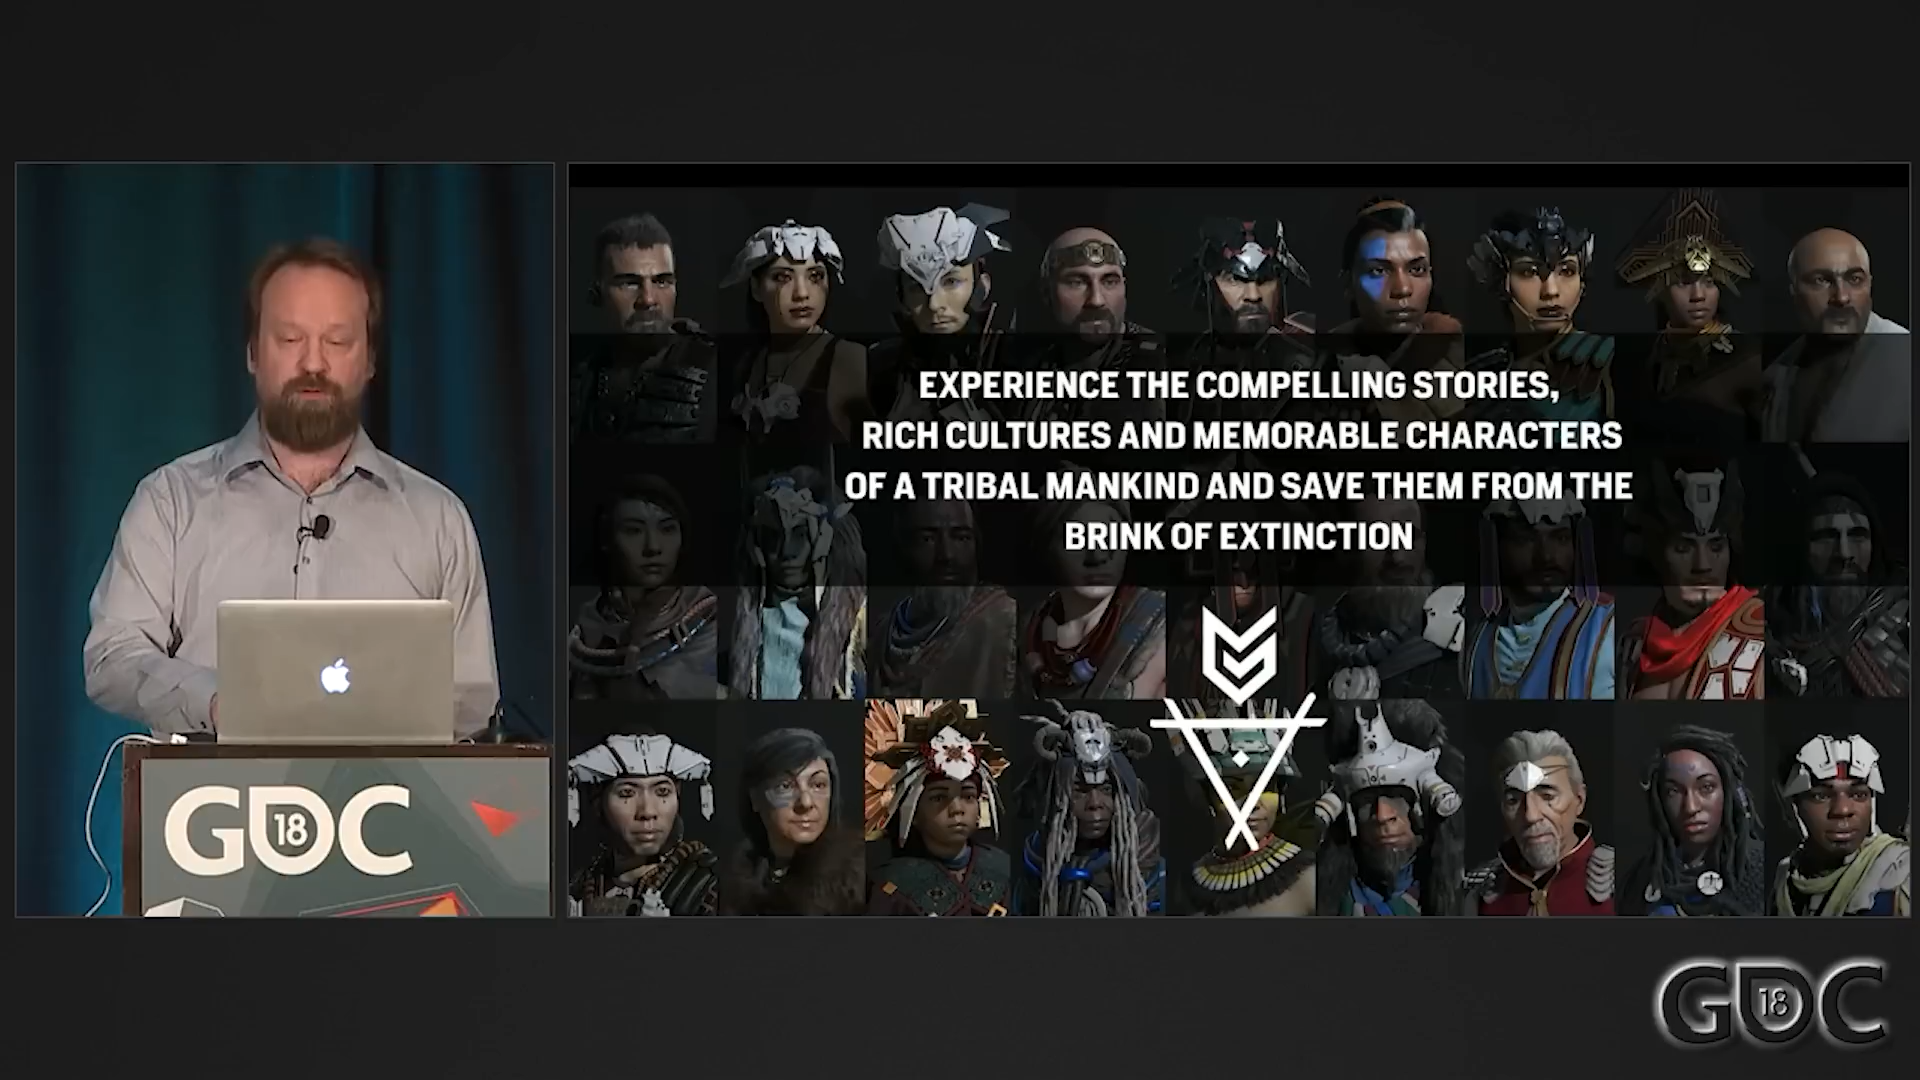 EXPERIENCE THE COMPELLING STORIES,
RICH CULTURES AND MEMORABLE CHARACTERS
OF A TRIBAL MANKIND AND SAVE THEM FROM THE
BRINK OF EXTINCTION
GDC
18
GDC
18